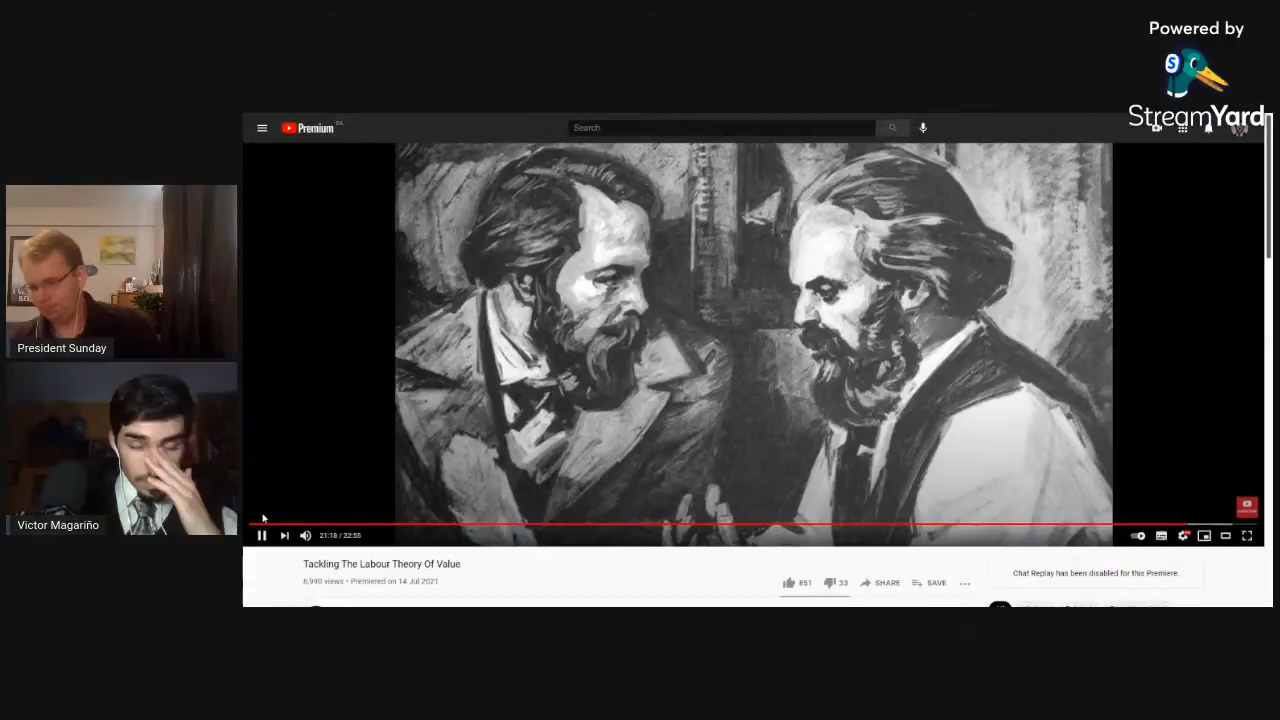 Powered by
StreamYard
Premium
CA
Search
President Sunday
Victor Magariño
21:18 / 22:55
Tackling The Labour Theory Of Value
6,990 views • Premiered on 14 Jul 2021
851
33
SHARE
SAVE
Chat Replay has been disabled for this Premiere.